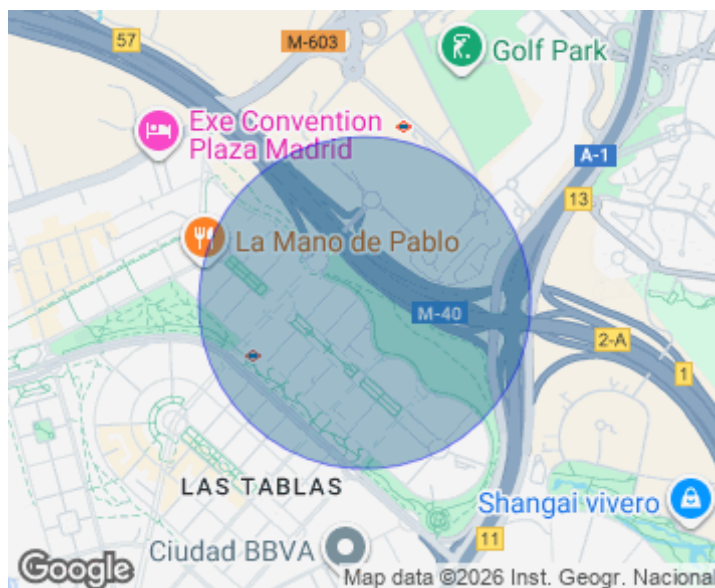 57
M-603
Golf Park
Exe Convention
Plaza Madrid
A-1
13
La Mano de Pablo
M-40
2-A
1
LAS TABLAS
Shangai vivero
11
Ciudad BBVA
Google
Map data ©2026 Inst. Geogr. Nacional